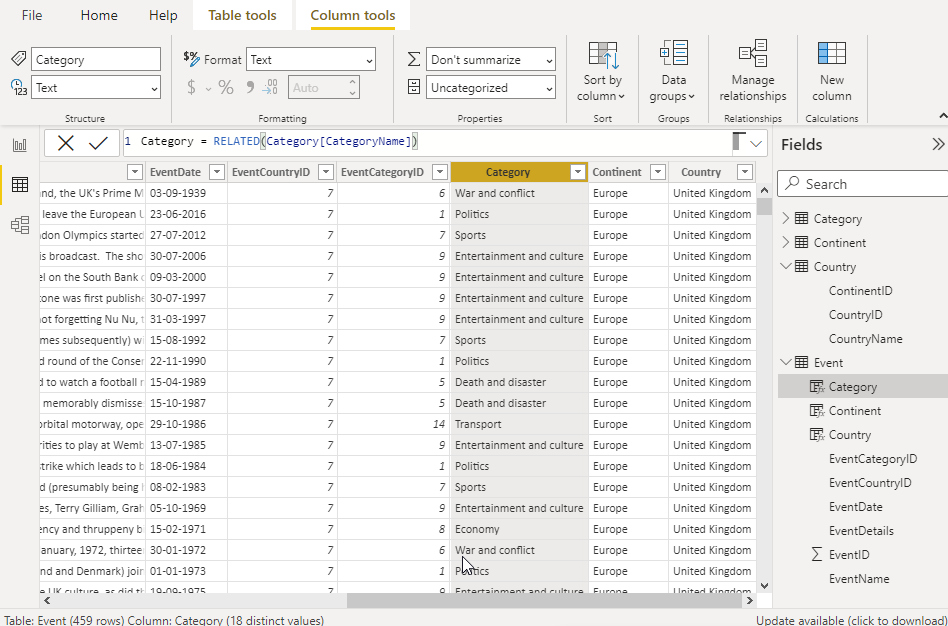 File Home Help Table tools Column tools
Category
$% Format Text
Don't summarize
123 Text
$ % Auto
Uncategorized
Sort by column
Data groups
Manage relationships
New column
Structure Formatting Properties Sort Groups Relationships Calculations
1 Category = RELATED(Category[CategoryName])
EventDate EventCountryID EventCategoryID Category Continent Country
nd, the UK's Prime M 03-09-1939 7 6 War and conflict Europe United Kingdom
leave the European U 23-06-2016 7 1 Politics Europe United Kingdom
don Olympics started 27-07-2012 7 7 Sports Europe United Kingdom
is broadcast. The sho 30-07-2006 7 9 Entertainment and culture Europe United Kingdom
el on the South Bank o 09-03-2000 7 9 Entertainment and culture Europe United Kingdom
one was first publishe 30-07-1997 7 9 Entertainment and culture Europe United Kingdom
ot forgetting Nu Nu, t 31-03-1997 7 9 Entertainment and culture Europe United Kingdom
mes subsequently) wi 15-08-1992 7 7 Sports Europe United Kingdom
d round of the Conser 22-11-1990 7 1 Politics Europe United Kingdom
d to watch a football m 15-04-1989 7 5 Death and disaster Europe United Kingdom
memorably dismisse 15-10-1987 7 5 Death and disaster Europe United Kingdom
orbital motorway, ope 29-10-1986 7 14 Transport Europe United Kingdom
rities to play at Wemb 13-07-1985 7 9 Entertainment and culture Europe United Kingdom
strike which leads to b 18-06-1984 7 1 Politics Europe United Kingdom
d (presumably being 08-02-1983 7 7 Sports Europe United Kingdom
es, Terry Gilliam, Grah 05-10-1969 7 9 Entertainment and culture Europe United Kingdom
ency and thruppeny b 15-02-1971 7 8 Economy Europe United Kingdom
anuary, 1972, thirtee 30-01-1972 7 6 War and conflict Europe United Kingdom
nd and Denmark) joi 01-01-1973 7 1 Politics Europe United Kingdom
e UK culture, as did th 19-09-1975 7 9 Entertainment and culture Europe United Kingdom
Fields
Search
Category
Continent
Country
ContinentID
CountryID
CountryName
Event
Category
Continent
Country
EventCategoryID
EventCountryID
EventDate
EventDetails
EventID
EventName
Table: Event (459 rows) Column: Category (18 distinct values) Update available (click to download)